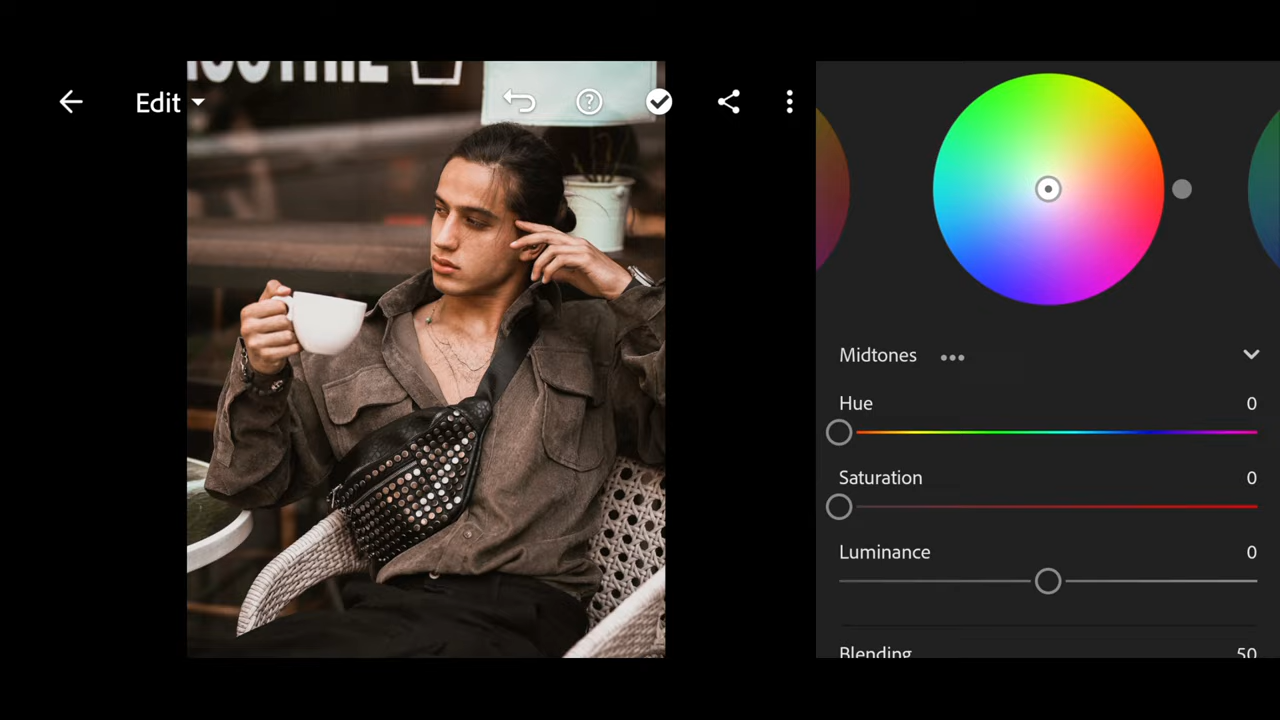 Edit
Midtones
Hue 0
Saturation 0
Luminance 0
Blending 50